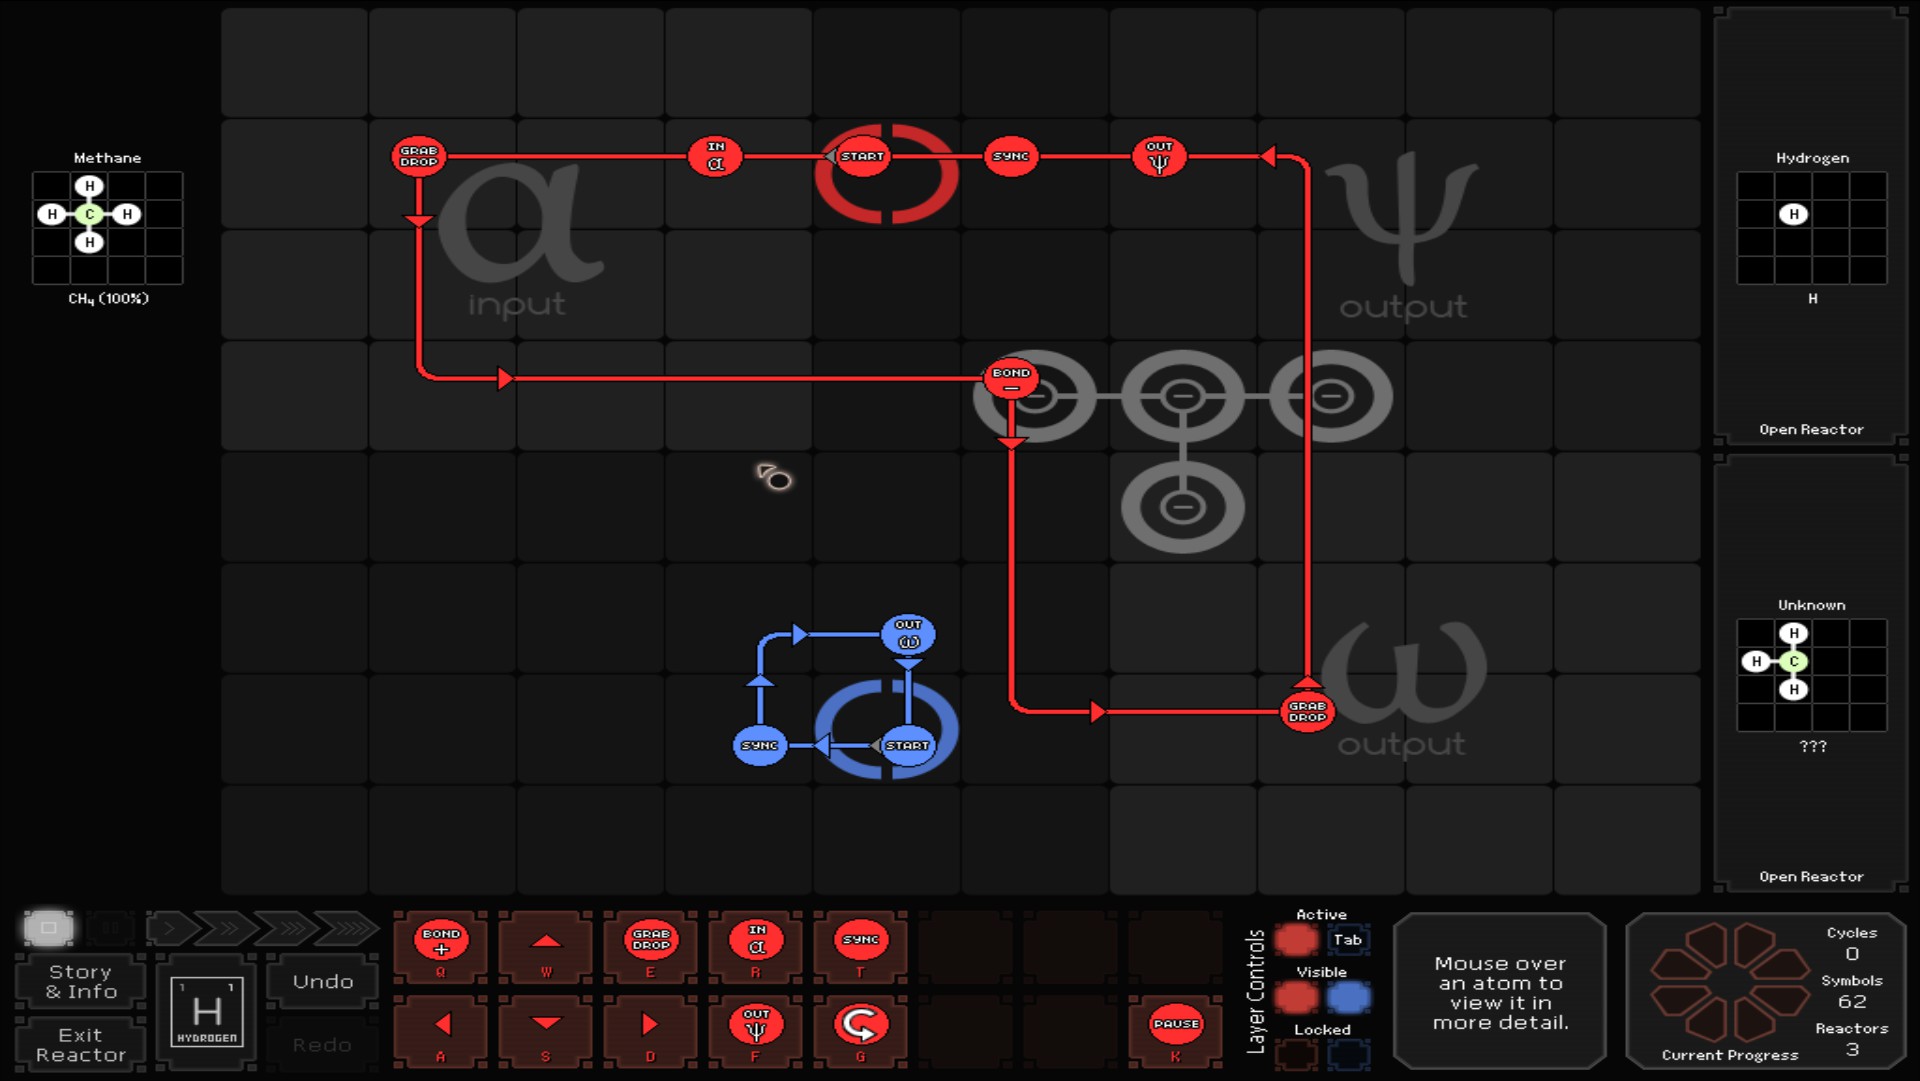 Methane
H
H C H
H
CH₄ (100%)
GRAB
DROP
IN
α
START
SYNC
OUT
ψ
α
input
ψ
output
BOND
−
−
−
−
−
OUT
ω
SYNC
START
GRAB
DROP
ω
output
Hydrogen
H
H
Open Reactor
Unknown
H
H C
H
???
Open Reactor
Story
& Info
Exit
Reactor
1 1
H
HYDROGEN
Undo
Redo
BOND
+
Q
W
GRAB
DROP
E
IN
α
R
SYNC
T
A
S
D
OUT
ψ
F
G
PAUSE
K
Layer Controls
Active
Tab
Visible
Locked
Mouse over
an atom to
view it in
more detail.
Cycles
0
Symbols
62
Reactors
3
Current Progress